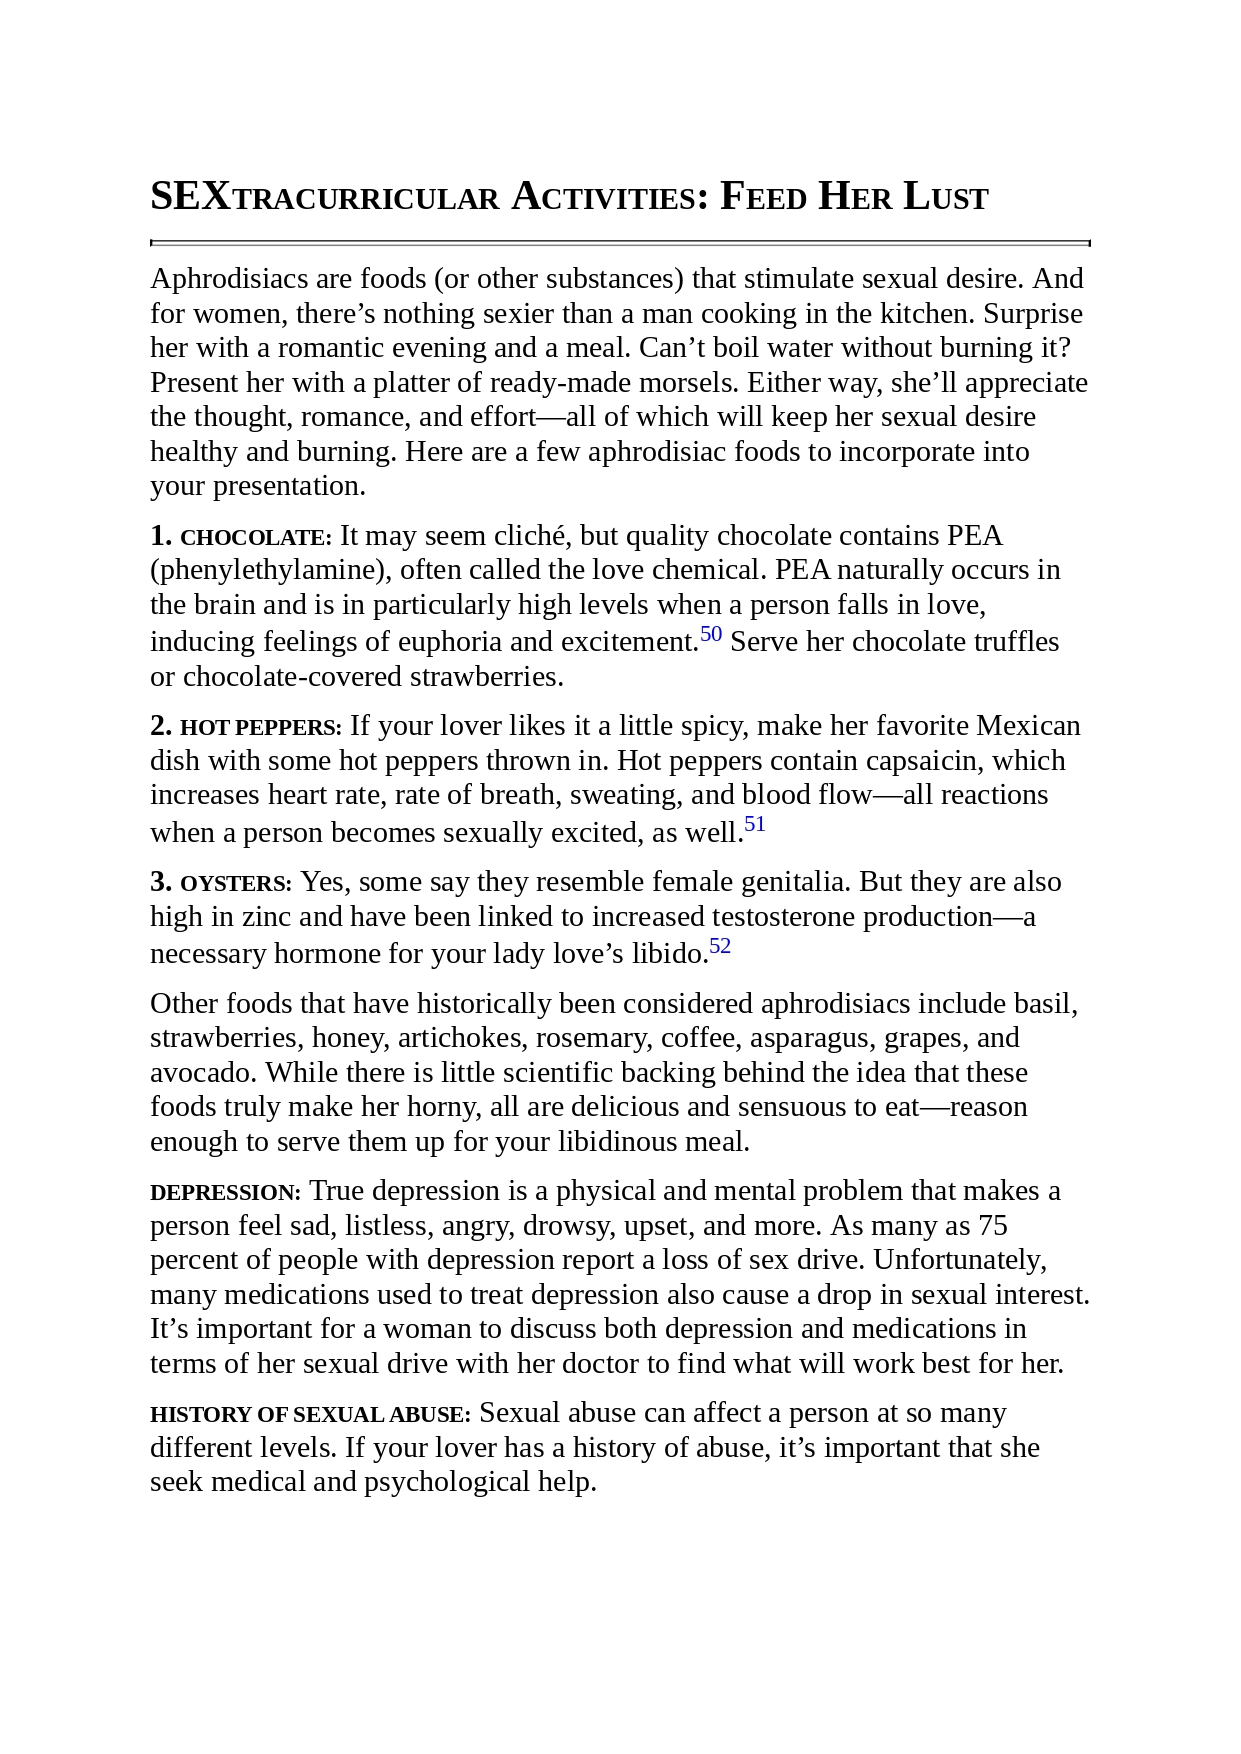 SEXTRACURRICULAR ACTIVITIES: FEED HER LUST
Aphrodisiacs are foods (or other substances) that stimulate sexual desire. And
for women, there’s nothing sexier than a man cooking in the kitchen. Surprise
her with a romantic evening and a meal. Can’t boil water without burning it?
Present her with a platter of ready-made morsels. Either way, she’ll appreciate
the thought, romance, and effort—all of which will keep her sexual desire
healthy and burning. Here are a few aphrodisiac foods to incorporate into
your presentation.
1. CHOCOLATE: It may seem cliché, but quality chocolate contains PEA
(phenylethylamine), often called the love chemical. PEA naturally occurs in
the brain and is in particularly high levels when a person falls in love,
inducing feelings of euphoria and excitement.50 Serve her chocolate truffles
or chocolate-covered strawberries.
2. HOT PEPPERS: If your lover likes it a little spicy, make her favorite Mexican
dish with some hot peppers thrown in. Hot peppers contain capsaicin, which
increases heart rate, rate of breath, sweating, and blood flow—all reactions
when a person becomes sexually excited, as well.51
3. OYSTERS: Yes, some say they resemble female genitalia. But they are also
high in zinc and have been linked to increased testosterone production—a
necessary hormone for your lady love’s libido.52
Other foods that have historically been considered aphrodisiacs include basil,
strawberries, honey, artichokes, rosemary, coffee, asparagus, grapes, and
avocado. While there is little scientific backing behind the idea that these
foods truly make her horny, all are delicious and sensuous to eat—reason
enough to serve them up for your libidinous meal.
DEPRESSION: True depression is a physical and mental problem that makes a
person feel sad, listless, angry, drowsy, upset, and more. As many as 75
percent of people with depression report a loss of sex drive. Unfortunately,
many medications used to treat depression also cause a drop in sexual interest.
It’s important for a woman to discuss both depression and medications in
terms of her sexual drive with her doctor to find what will work best for her.
HISTORY OF SEXUAL ABUSE: Sexual abuse can affect a person at so many
different levels. If your lover has a history of abuse, it’s important that she
seek medical and psychological help.